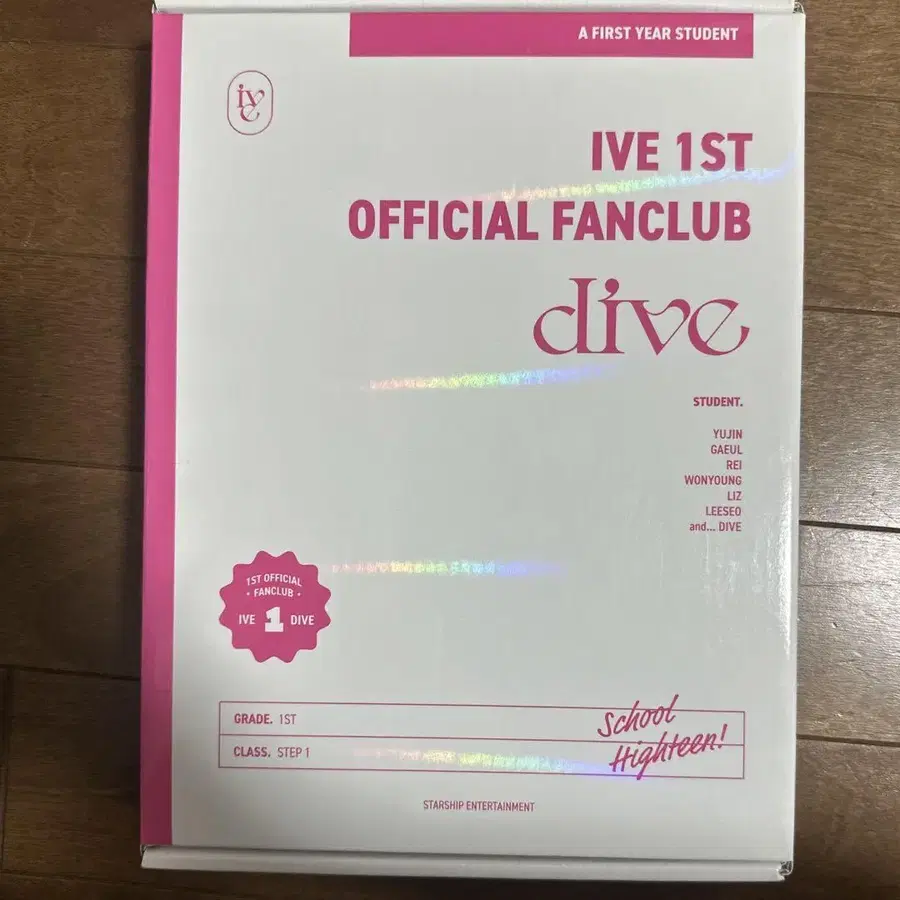 A FIRST YEAR STUDENT
ive
IVE 1ST
OFFICIAL FANCLUB
dive
STUDENT.
YUJIN
GAEUL
REI
WONYOUNG
LIZ
LEESEO
and... DIVE
1ST OFFICIAL
• FANCLUB •
IVE 1 DIVE
GRADE. 1ST
CLASS. STEP 1
School
Highteen!
STARSHIP ENTERTAINMENT